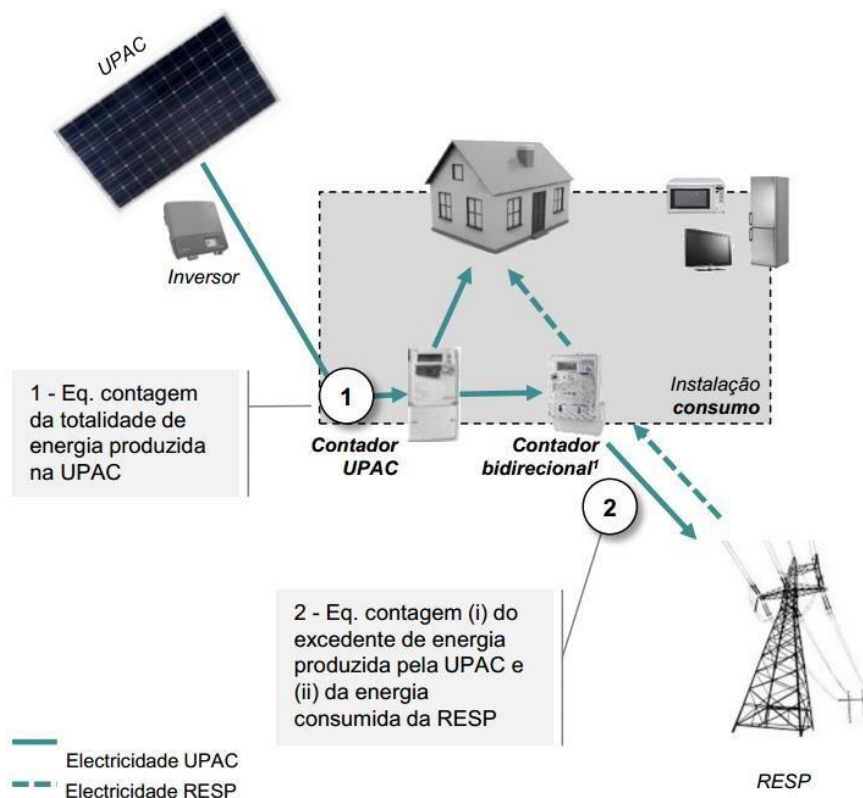 UPAC
Inversor
1 - Eq. contagem
da totalidade de
energia produzida
na UPAC
1
Contador
UPAC
Contador
bidirecional¹
Instalação
consumo
2
2 - Eq. contagem (i) do
excedente de energia
produzida pela UPAC e
(ii) da energia
consumida da RESP
Electricidade UPAC
Electricidade RESP
RESP